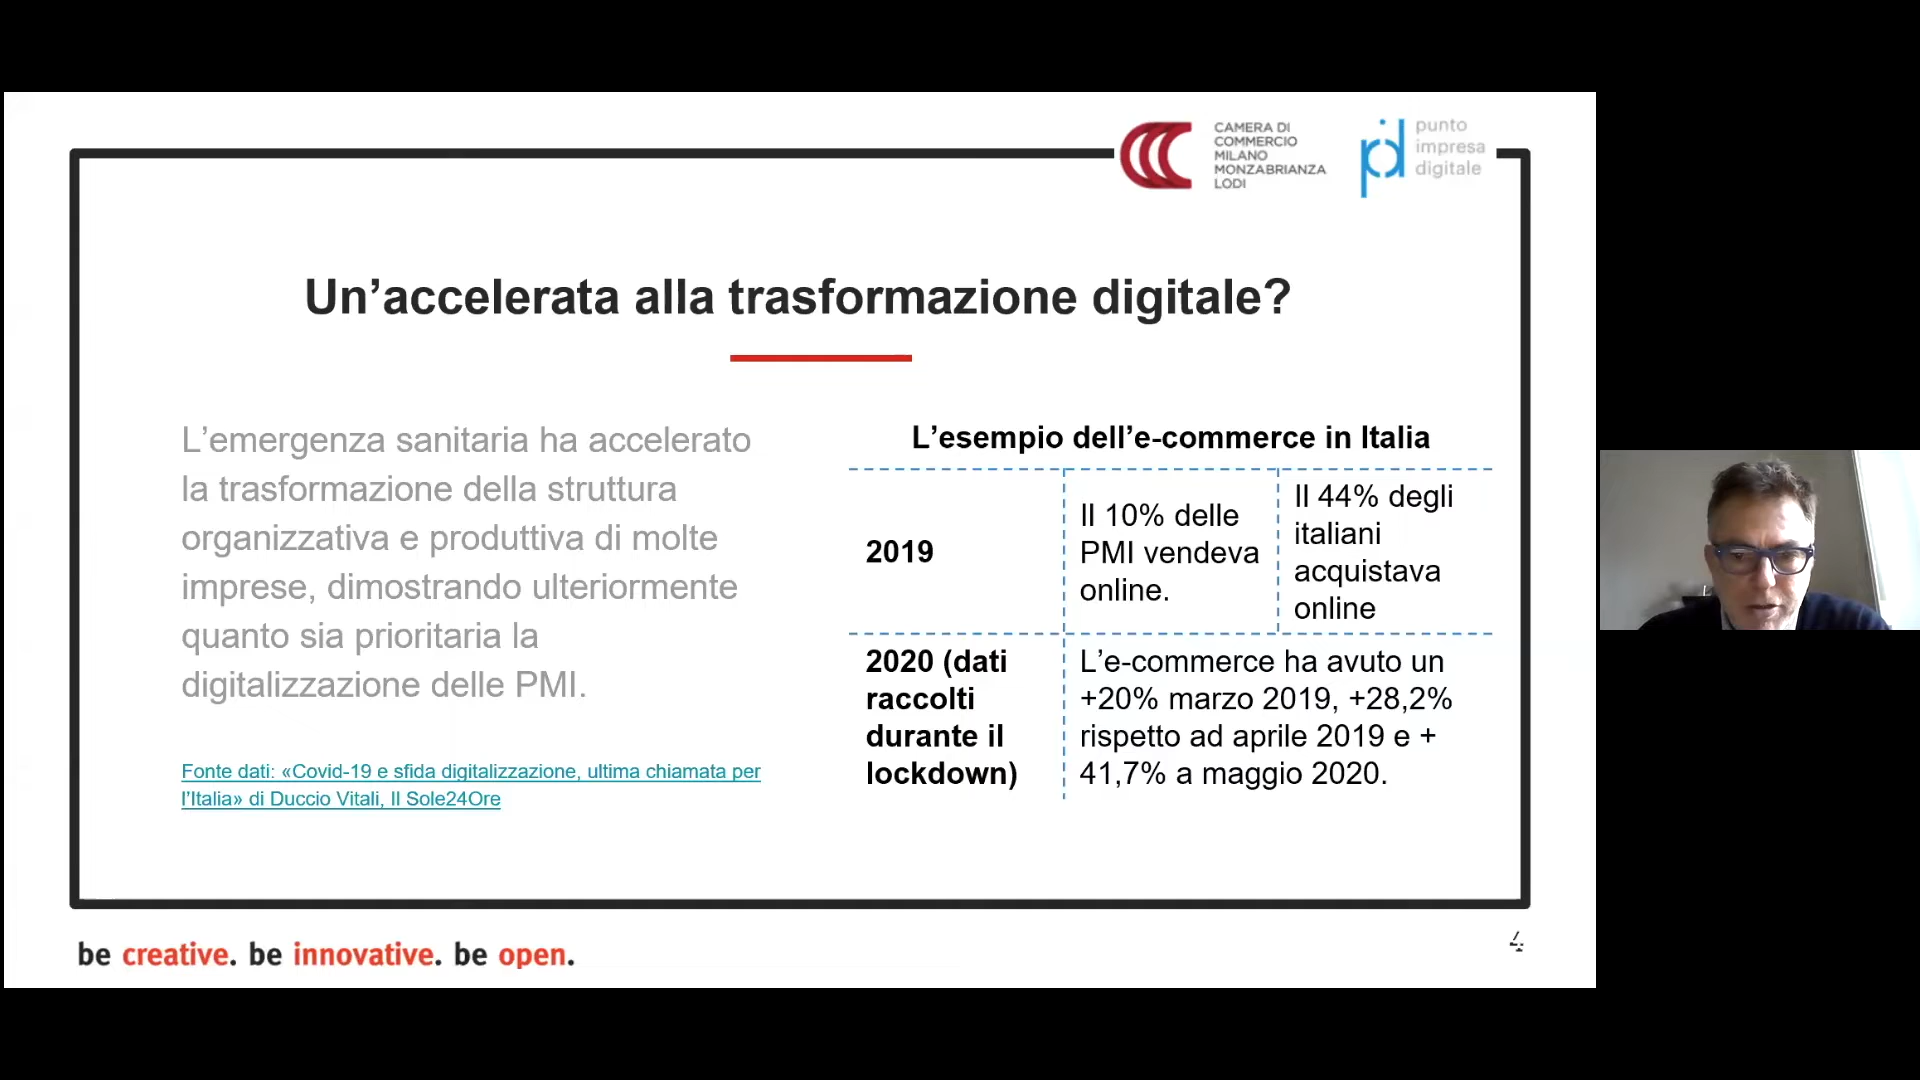 CAMERA DI
COMMERCIO
MILANO
MONZABRIANZA
LODI
punto
impresa
digitale
Un’accelerata alla trasformazione digitale?
L’emergenza sanitaria ha accelerato
la trasformazione della struttura
organizzativa e produttiva di molte
imprese, dimostrando ulteriormente
quanto sia prioritaria la
digitalizzazione delle PMI.
Fonte dati: «Covid-19 e sfida digitalizzazione, ultima chiamata per
l’Italia» di Duccio Vitali, Il Sole24Ore
L’esempio dell’e-commerce in Italia
2019
Il 10% delle
PMI vendeva
online.
Il 44% degli
italiani
acquistava
online
2020 (dati
raccolti
durante il
lockdown)
L’e-commerce ha avuto un
+20% marzo 2019, +28,2%
rispetto ad aprile 2019 e +
41,7% a maggio 2020.
be creative. be innovative. be open.
4